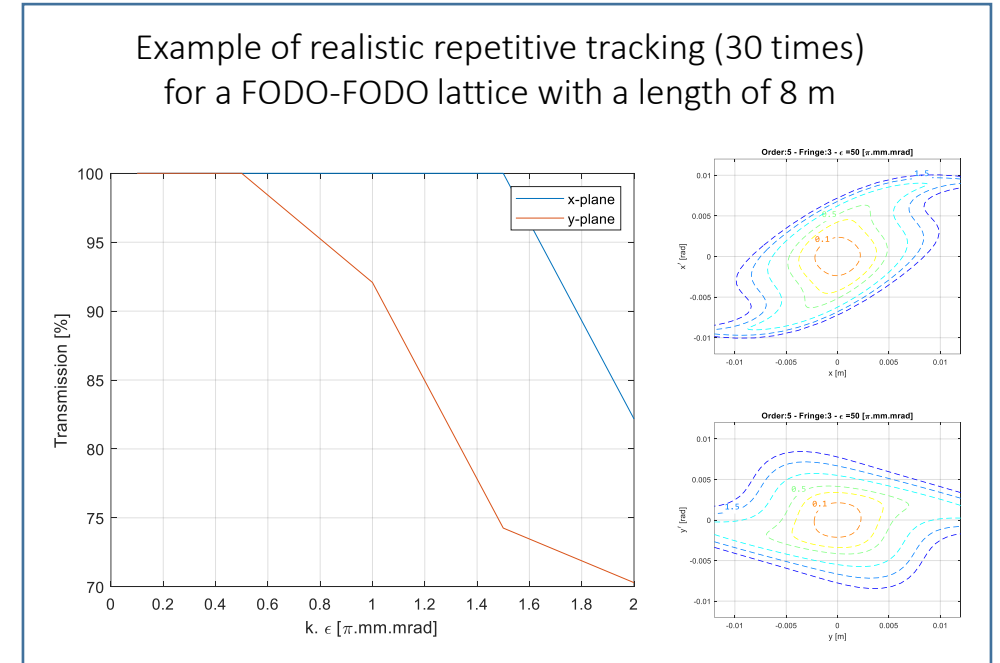 Example of realistic repetitive tracking (30 times)
for a FODO-FODO lattice with a length of 8 m
100
95
90
85
80
75
70
Transmission [%]
x-plane
y-plane
0 0.2 0.4 0.6 0.8 1 1.2 1.4 1.6 1.8 2
k. ϵ [π.mm.mrad]
Order:5 - Fringe:3 - ϵ =50 [π.mm.mrad]
0.01
0.005
0
-0.005
-0.01
x' [rad]
1.5
0.5
0.1
-0.01 -0.005 0 0.005 0.01
x [m]
Order:5 - Fringe:3 - ϵ =50 [π.mm.mrad]
0.01
0.005
0
-0.005
-0.01
y' [rad]
1.5
0.5
0.1
-0.01 -0.005 0 0.005 0.01
y [m]